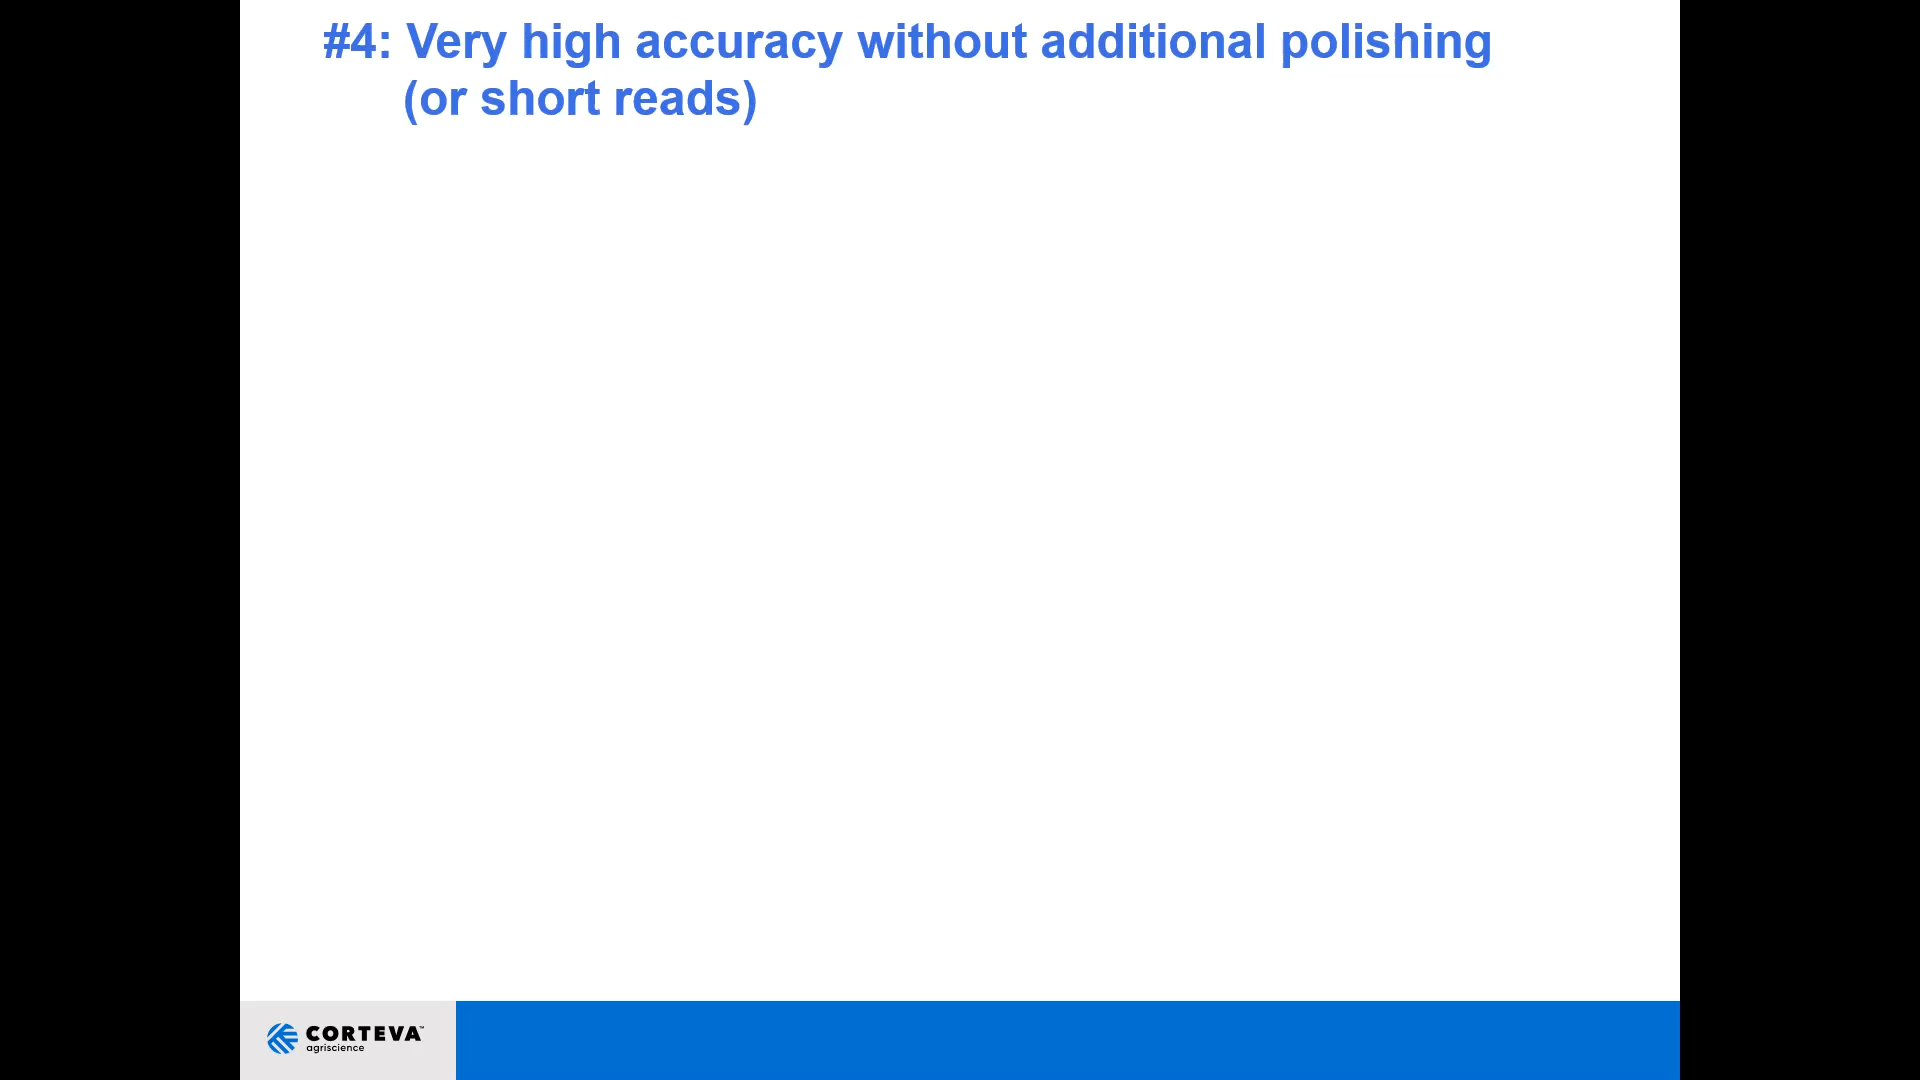 #4: Very high accuracy without additional polishing
(or short reads)
CORTEVA™
agriscience